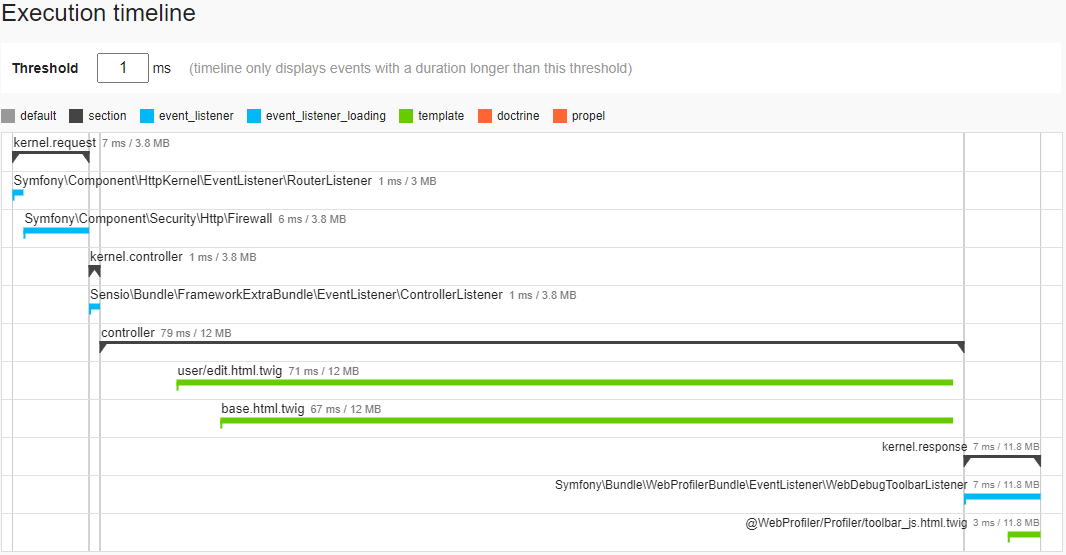 Execution timeline
Threshold 1 ms (timeline only displays events with a duration longer than this threshold)
default section event_listener event_listener_loading template doctrine propel
kernel.request 7 ms / 3.8 MB
Symfony\Component\HttpKernel\EventListener\RouterListener 1 ms / 3 MB
Symfony\Component\Security\Http\Firewall 6 ms / 3.8 MB
kernel.controller 1 ms / 3.8 MB
Sensio\Bundle\FrameworkExtraBundle\EventListener\ControllerListener 1 ms / 3.8 MB
controller 79 ms / 12 MB
user/edit.html.twig 71 ms / 12 MB
base.html.twig 67 ms / 12 MB
kernel.response 7 ms / 11.8 MB
Symfony\Bundle\WebProfilerBundle\EventListener\WebDebugToolbarListener 7 ms / 11.8 MB
@WebProfiler/Profiler/toolbar_js.html.twig 3 ms / 11.8 MB